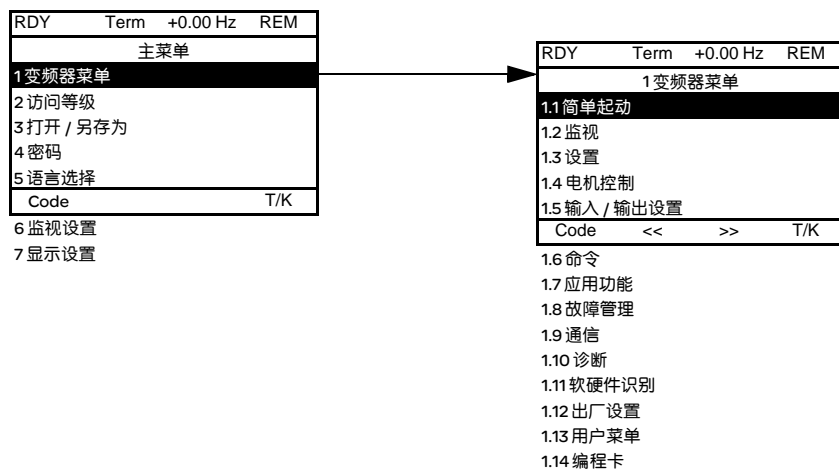 RDY Term +0.00 Hz REM
主菜单
1 变频器菜单
2 访问等级
3 打开 / 另存为
4 密码
5 语言选择
Code T/K
6 监视设置
7 显示设置
RDY Term +0.00 Hz REM
1 变频器菜单
1.1 简单起动
1.2 监视
1.3 设置
1.4 电机控制
1.5 输入 / 输出设置
Code << >> T/K
1.6 命令
1.7 应用功能
1.8 故障管理
1.9 通信
1.10 诊断
1.11 软硬件识别
1.12 出厂设置
1.13 用户菜单
1.14 编程卡